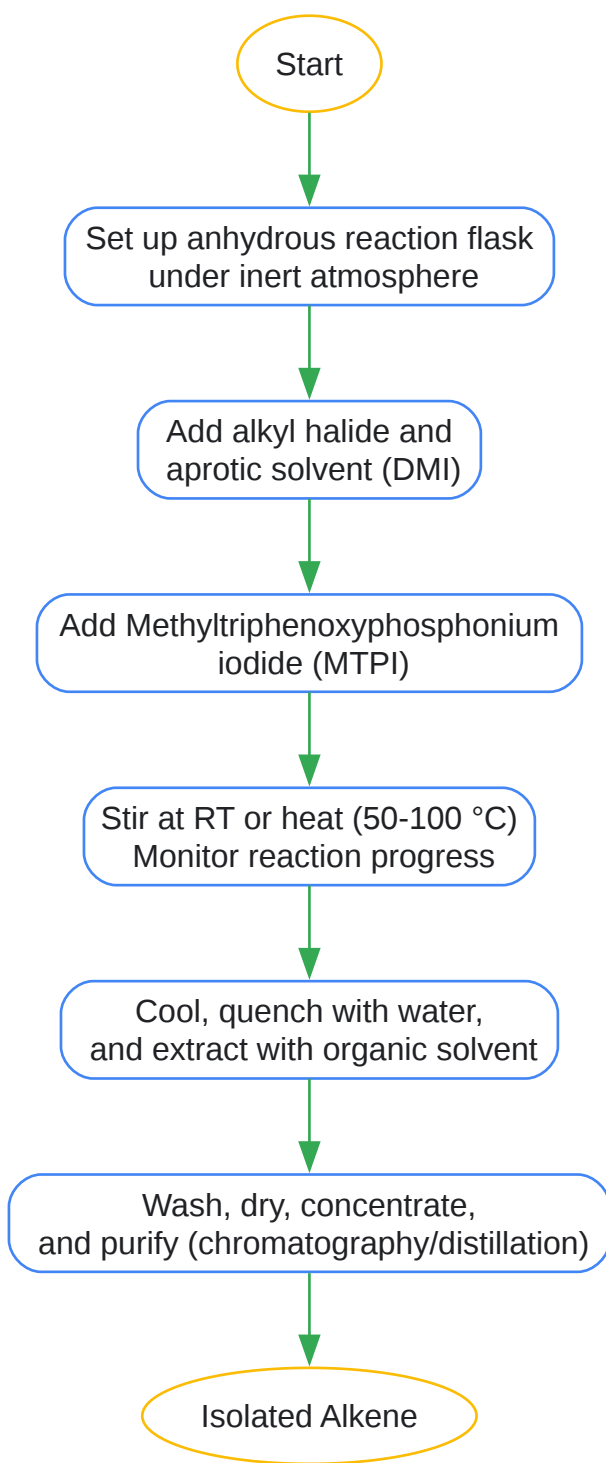 Start
Set up anhydrous reaction flask
under inert atmosphere
Add alkyl halide and
aprotic solvent (DMI)
Add Methyltriphenoxyphosphonium
iodide (MTPI)
Stir at RT or heat (50-100 °C)
Monitor reaction progress
Cool, quench with water,
and extract with organic solvent
Wash, dry, concentrate,
and purify (chromatography/distillation)
Isolated Alkene